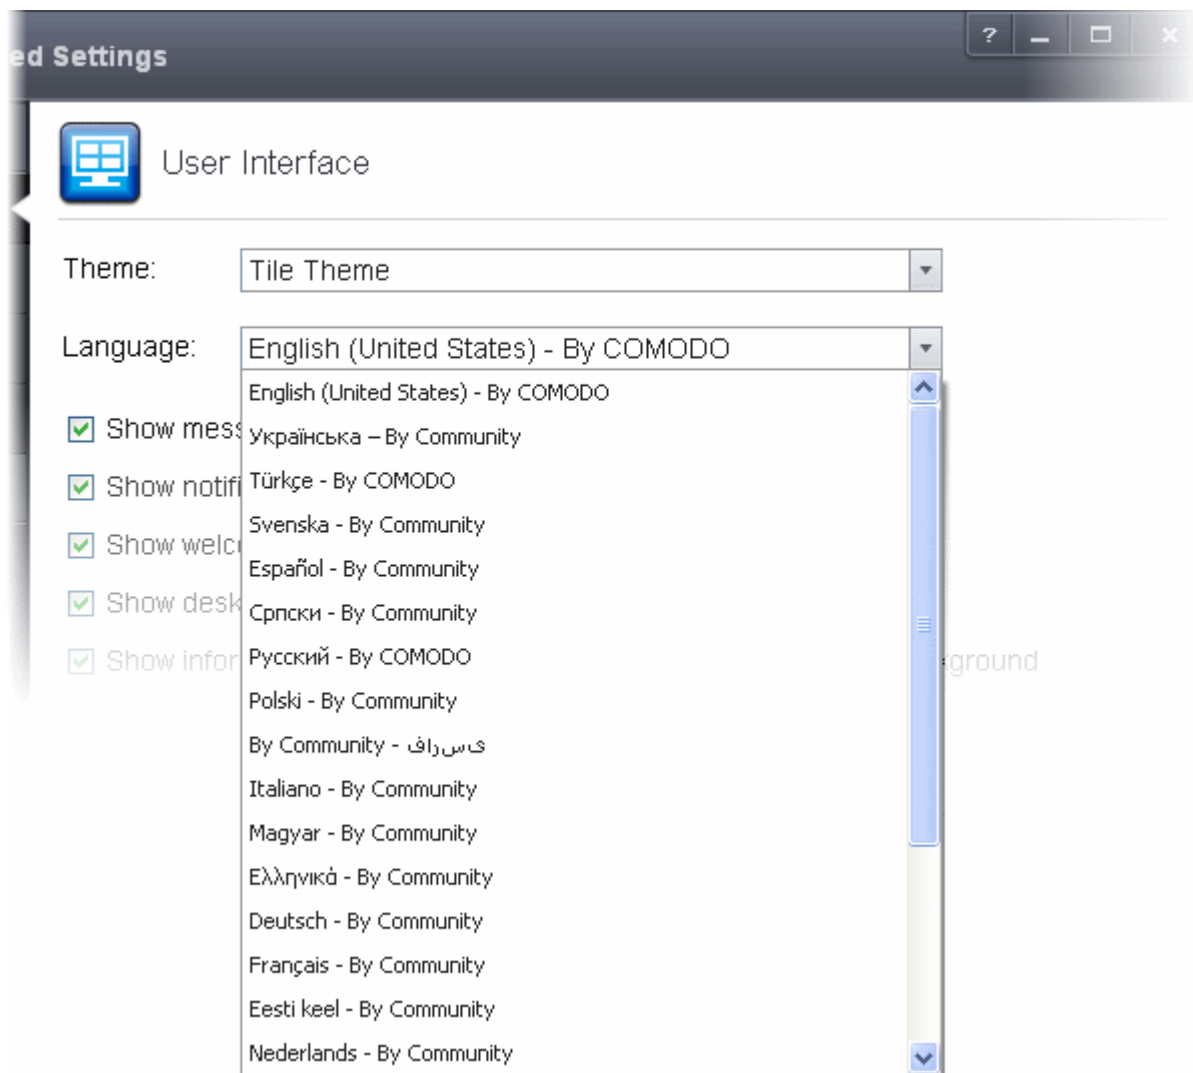 ed Settings
?
User Interface
Theme:
Tile Theme
Language:
English (United States) - By COMODO
English (United States) - By COMODO
Show mess
Українська – By Community
Show notifi
Türkçe - By COMODO
Svenska - By Community
Show welc
Español - By Community
Show desk
Српски - By Community
Show infor
Русский - By COMODO
ground
Polski - By Community
By Community - ی‌س‌ر‌اف
Italiano - By Community
Magyar - By Community
Ελληνικά - By Community
Deutsch - By Community
Français - By Community
Eesti keel - By Community
Nederlands - By Community